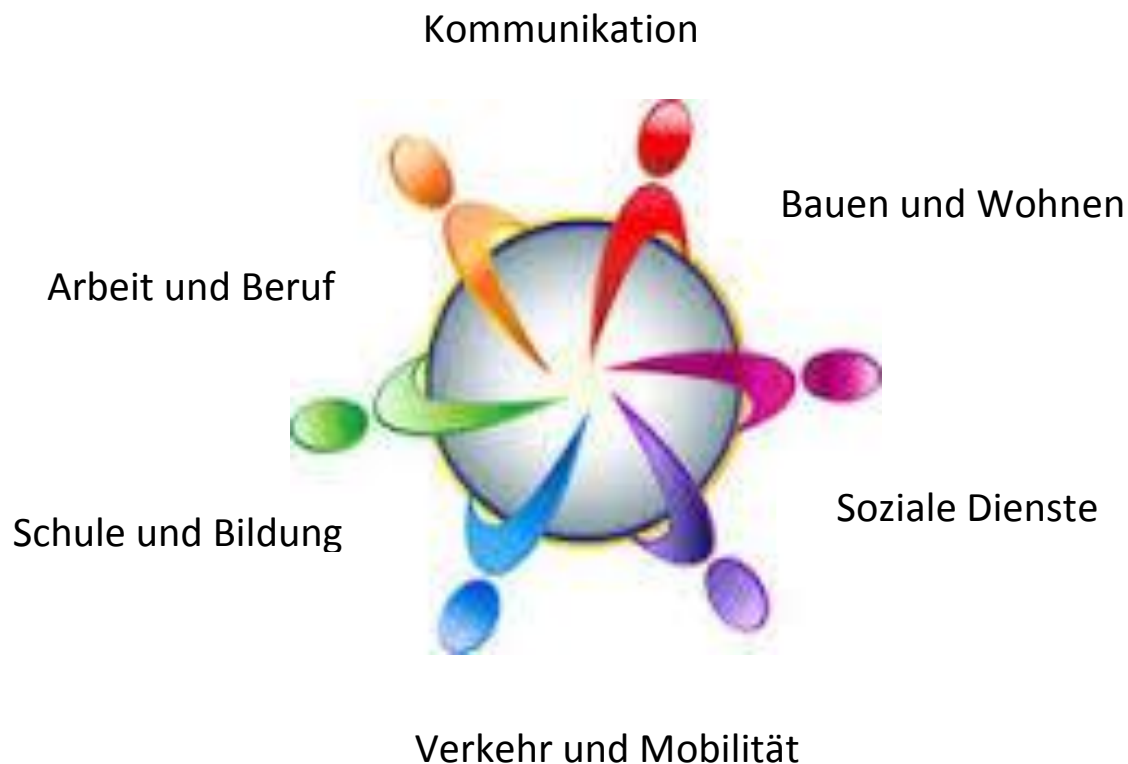 Kommunikation
Bauen und Wohnen
Arbeit und Beruf
Soziale Dienste
Schule und Bildung
Verkehr und Mobilität